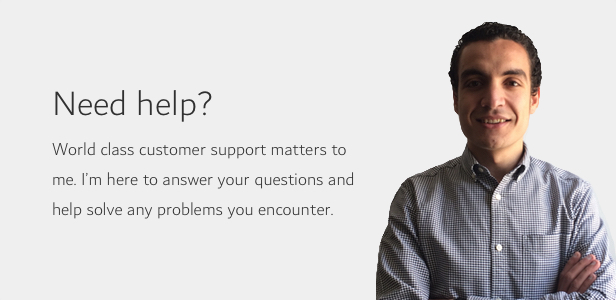 Need help?
World class customer support matters to
me. I'm here to answer your questions and
help solve any problems you encounter.